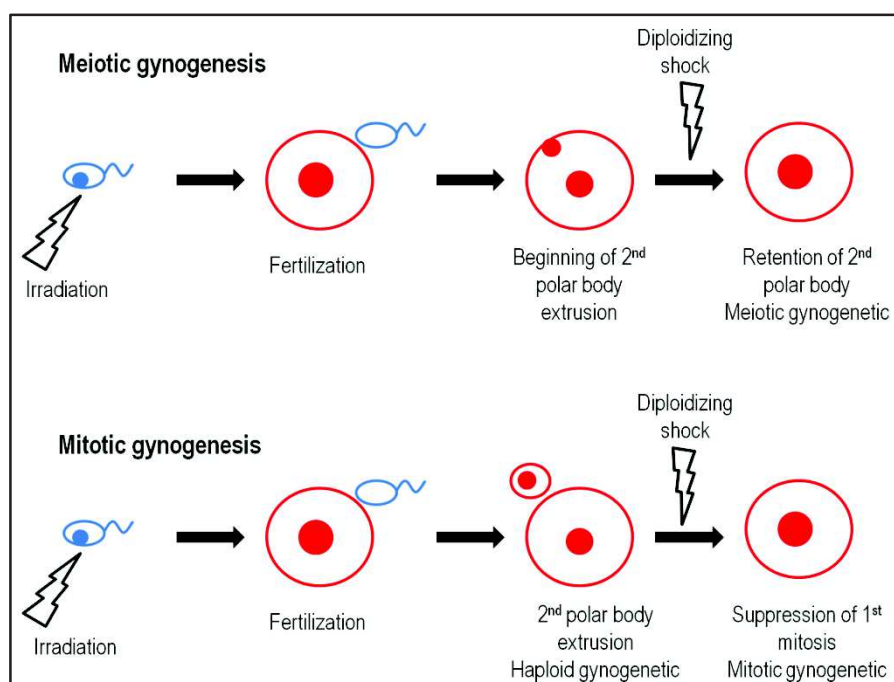 Meiotic gynogenesis
Diploidizing
shock
Irradiation
Fertilization
Beginning of 2nd
polar body
extrusion
Retention of 2nd
polar body
Meiotic gynogenetic
Mitotic gynogenesis
Diploidizing
shock
Irradiation
Fertilization
2nd polar body
extrusion
Haploid gynogenetic
Suppression of 1st
mitosis
Mitotic gynogenetic